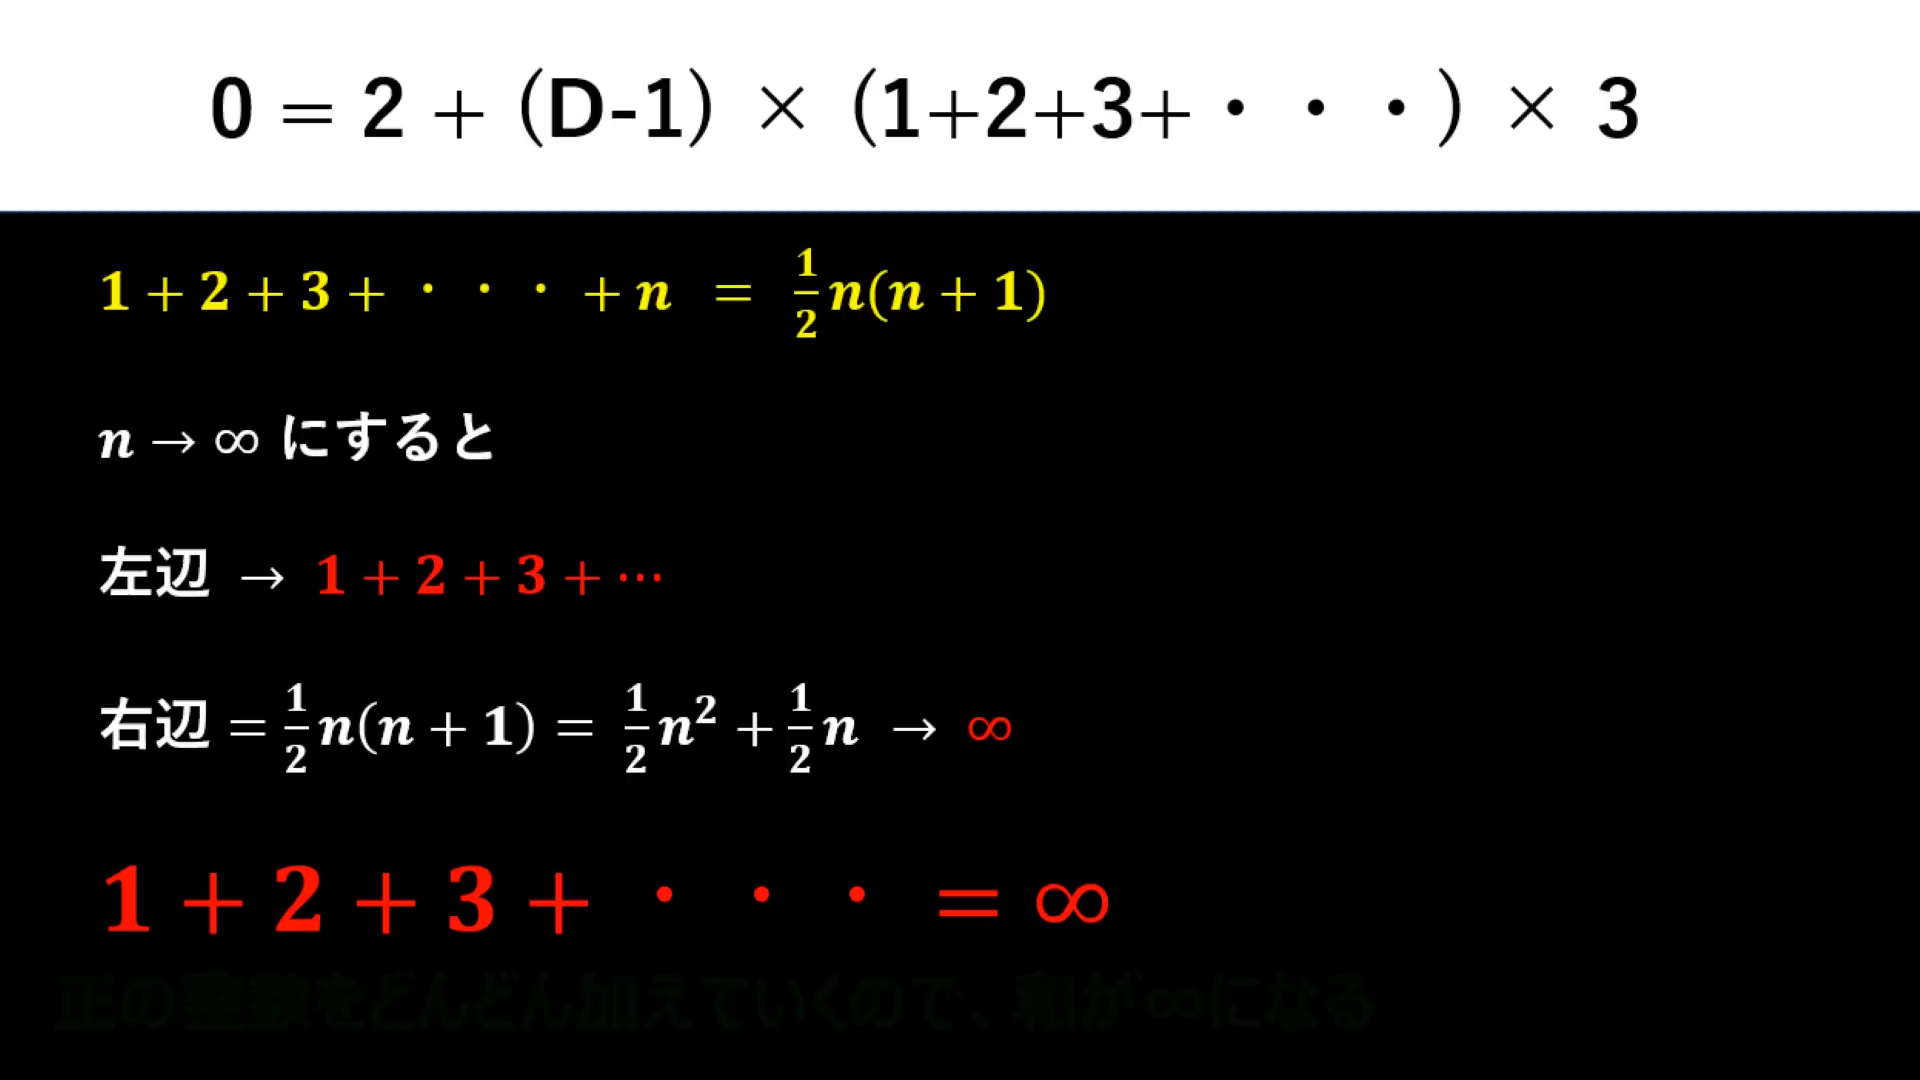 0 = 2 + (D-1) × (1+2+3+・・・) × 3
1 + 2 + 3 + ・・・ + n = 1/2 n(n + 1)
n → ∞ にすると
左辺 → 1 + 2 + 3 + ⋯
右辺 = 1/2 n(n + 1) = 1/2 n² + 1/2 n → ∞
1 + 2 + 3 + ・・・ = ∞
正の整数をどんどん加えていくので、和が∞になる